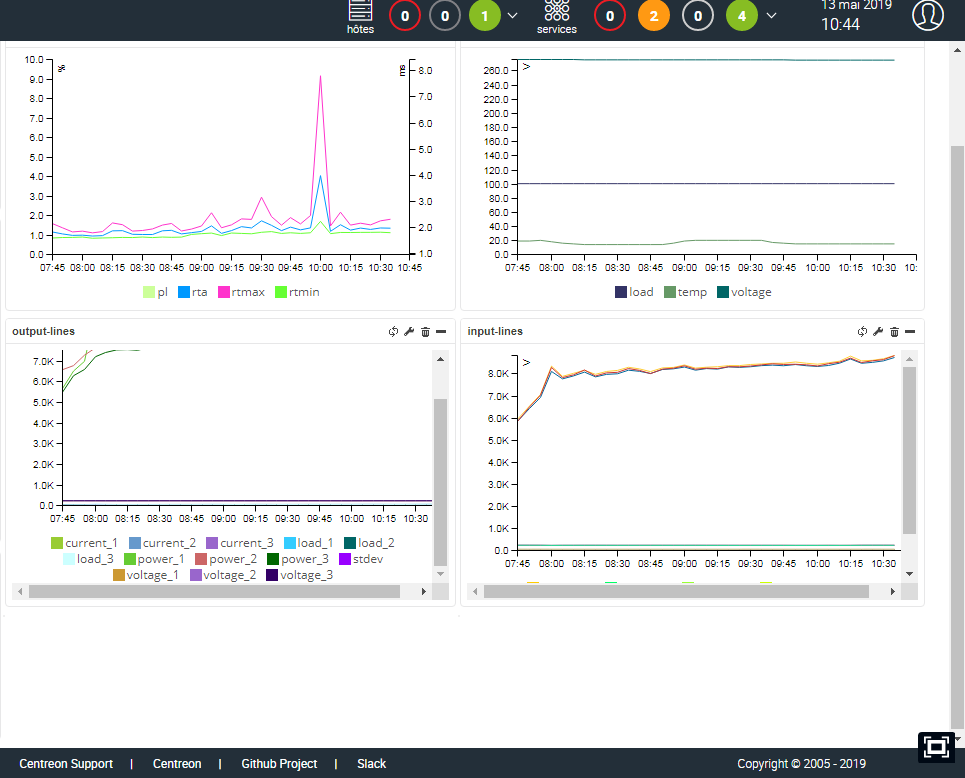 13 mai 2019
10:44
hôtes 0 0 1 services 0 2 0 4
10.0
9.0
8.0
7.0
6.0
5.0
4.0
3.0
2.0
1.0
0.0
%
ms
8.0
7.0
6.0
5.0
4.0
3.0
2.0
1.0
07:45 08:00 08:15 08:30 08:45 09:00 09:15 09:30 09:45 10:00 10:15 10:30 10:45
pl rta rtmax rtmin
V
260.0
240.0
220.0
200.0
180.0
160.0
140.0
120.0
100.0
80.0
60.0
40.0
20.0
0.0
07:45 08:00 08:15 08:30 08:45 09:00 09:15 09:30 09:45 10:00 10:15 10:30 10:
load temp voltage
output-lines
7.0K
6.0K
5.0K
4.0K
3.0K
2.0K
1.0K
0.0
07:45 08:00 08:15 08:30 08:45 09:00 09:15 09:30 09:45 10:00 10:15 10:30
current_1 current_2 current_3 load_1 load_2
load_3 power_1 power_2 power_3 stdev
voltage_1 voltage_2 voltage_3
input-lines
V
8.0K
7.0K
6.0K
5.0K
4.0K
3.0K
2.0K
1.0K
0.0
07:45 08:00 08:15 08:30 08:45 09:00 09:15 09:30 09:45 10:00 10:15 10:30
Centreon Support | Centreon | Github Project | Slack
Copyright © 2005 - 2019